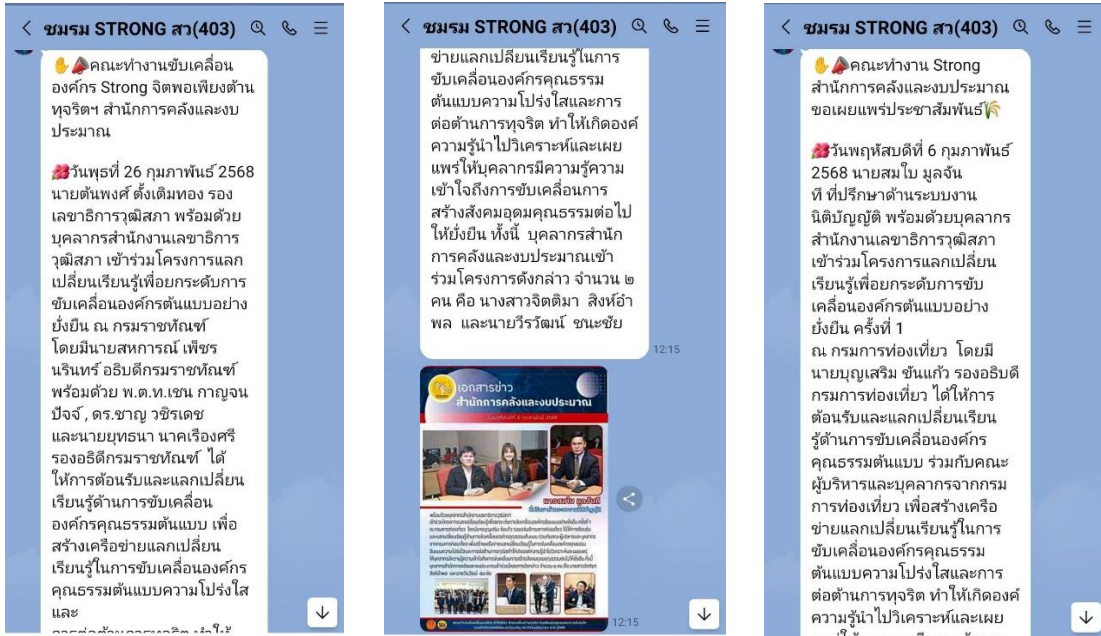 ชมรม STRONG สว(403)
คณะทำงานขับเคลื่อน
องค์กร Strong จิตพอเพียงต้าน
ทุจริตฯ สำนักการคลังและงบ
ประมาณ
วันพุธที่ 26 กุมภาพันธ์ 2568
นายตันพงศ์ ตั้งเติมทอง รอง
เลขาธิการวุฒิสภา พร้อมด้วย
บุคลากรสำนักงานเลขาธิการ
วุฒิสภา เข้าร่วมโครงการแลก
เปลี่ยนเรียนรู้เพื่อยกระดับการ
ขับเคลื่อนองค์กรต้นแบบอย่าง
ยั่งยืน ณ กรมราชทัณฑ์
โดยมีนายสหการณ์ เพ็ชร
นรินทร์ อธิบดีกรมราชทัณฑ์
พร้อมด้วย พ.ต.ท.เชน กาญจน
ปัจจ์ , ดร.ชาญ วชิรเดช
และนายยุทธนา นาคเรืองศรี
รองอธิดีกรมราชทัณฑ์ ได้
ให้การต้อนรับและแลกเปลี่ยน
เรียนรู้ด้านการขับเคลื่อน
องค์กรคุณธรรมต้นแบบ เพื่อ
สร้างเครือข่ายแลกเปลี่ยน
เรียนรู้ในการขับเคลื่อนองค์กร
คุณธรรมต้นแบบความโปร่งใส
และ
การต่อต้านการทุจริต ทำให้
ชมรม STRONG สว(403)
ข่ายแลกเปลี่ยนเรียนรู้ในการ
ขับเคลื่อนองค์กรคุณธรรม
ต้นแบบความโปร่งใสและการ
ต่อต้านการทุจริต ทำให้เกิดองค์
ความรู้นำไปวิเคราะห์และเผย
แพร่ให้บุคลากรมีความรู้ความ
เข้าใจถึงการขับเคลื่อนการ
สร้างสังคมอุดมคุณธรรมต่อไป
ให้ยั่งยืน ทั้งนี้ บุคลากรสำนัก
การคลังและงบประมาณเข้า
ร่วมโครงการดังกล่าว จำนวน ๒
คน คือ นางสาวจิตติมา สิงห์อำ
พล และนายวีรวัฒน์ ชนะชัย
12:15
เอกสารข่าว
สำนักการคลังและงบประมาณ
นายสมใบ มูลจันที
ที่ปรึกษาด้านระบบงานนิติบัญญัติ
12:15
ชมรม STRONG สว(403)
คณะทำงาน Strong
สำนักการคลังและงบประมาณ
ขอเผยแพร่ประชาสัมพันธ์
วันพฤหัสบดีที่ 6 กุมภาพันธ์
2568 นายสมใบ มูลจัน
ที ที่ปรึกษาด้านระบบงาน
นิติบัญญัติ พร้อมด้วยบุคลากร
สำนักงานเลขาธิการวุฒิสภา
เข้าร่วมโครงการแลกเปลี่ยน
เรียนรู้เพื่อยกระดับการขับ
เคลื่อนองค์กรต้นแบบอย่าง
ยั่งยืน ครั้งที่ 1
ณ กรมการท่องเที่ยว โดยมี
นายบุญเสริม ขันแก้ว รองอธิบดี
กรมการท่องเที่ยว ได้ให้การ
ต้อนรับและแลกเปลี่ยนเรียน
รู้ด้านการขับเคลื่อนองค์กร
คุณธรรมต้นแบบ ร่วมกับคณะ
ผู้บริหารและบุคลากรจากกรม
การท่องเที่ยว เพื่อสร้างเครือ
ข่ายแลกเปลี่ยนเรียนรู้ในการ
ขับเคลื่อนองค์กรคุณธรรม
ต้นแบบความโปร่งใสและการ
ต่อต้านการทุจริต ทำให้เกิดองค์
ความรู้นำไปวิเคราะห์และเผย